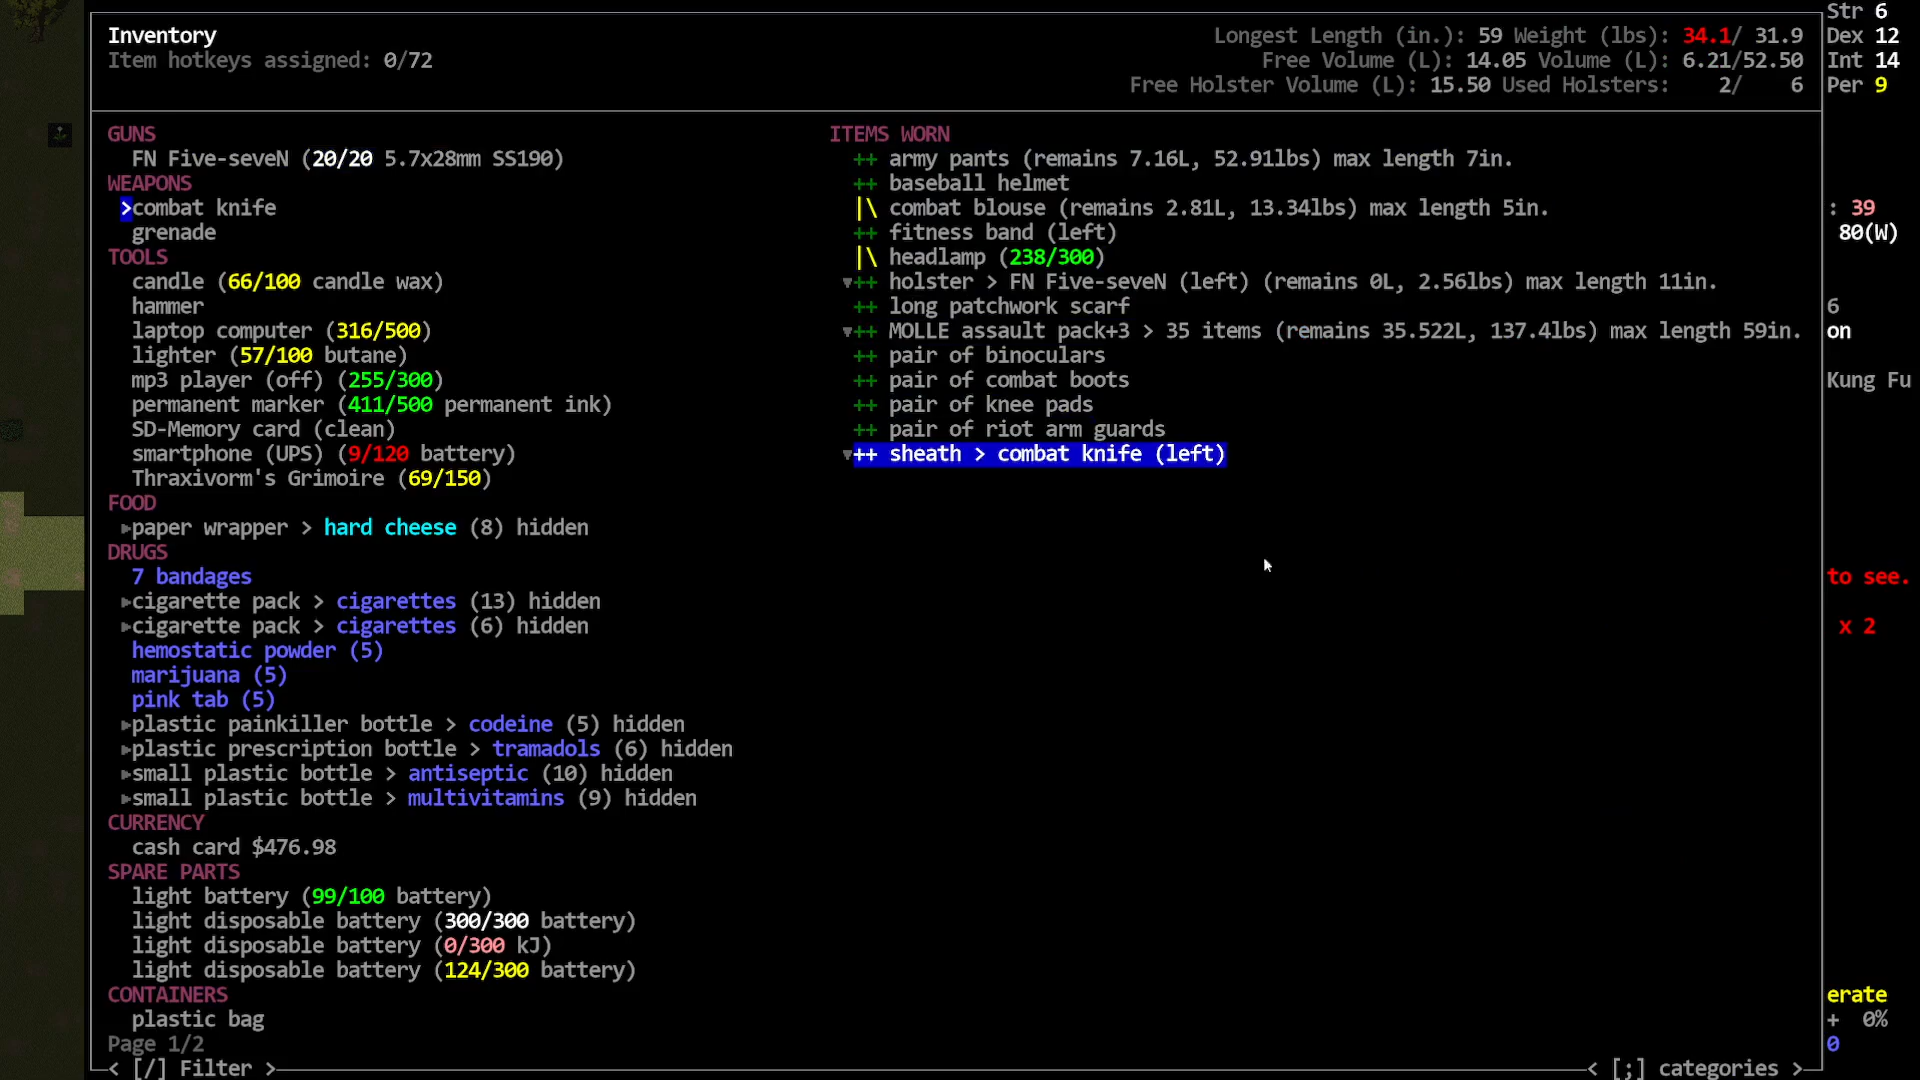 Inventory
Item hotkeys assigned: 0/72
Longest Length (in.): 59 Weight (lbs): 34.1/ 31.9
Free Volume (L): 14.05 Volume (L): 6.21/52.50
Free Holster Volume (L): 15.50 Used Holsters: 2/ 6
GUNS
FN Five-seveN (20/20 5.7x28mm SS190)
WEAPONS
>combat knife
grenade
TOOLS
candle (66/100 candle wax)
hammer
laptop computer (316/500)
lighter (57/100 butane)
mp3 player (off) (255/300)
permanent marker (411/500 permanent ink)
SD-Memory card (clean)
smartphone (UPS) (9/120 battery)
Thraxivorm's Grimoire (69/150)
FOOD
▶paper wrapper > hard cheese (8) hidden
DRUGS
7 bandages
▶cigarette pack > cigarettes (13) hidden
▶cigarette pack > cigarettes (6) hidden
hemostatic powder (5)
marijuana (5)
pink tab (5)
▶plastic painkiller bottle > codeine (5) hidden
▶plastic prescription bottle > tramadols (6) hidden
▶small plastic bottle > antiseptic (10) hidden
▶small plastic bottle > multivitamins (9) hidden
CURRENCY
cash card $476.98
SPARE PARTS
light battery (99/100 battery)
light disposable battery (300/300 battery)
light disposable battery (0/300 kJ)
light disposable battery (124/300 battery)
CONTAINERS
plastic bag
Page 1/2
< [/] Filter >
ITEMS WORN
++ army pants (remains 7.16L, 52.91lbs) max length 7in.
++ baseball helmet
|\ combat blouse (remains 2.81L, 13.34lbs) max length 5in.
++ fitness band (left)
|\ headlamp (238/300)
▼++ holster > FN Five-seveN (left) (remains 0L, 2.56lbs) max length 11in.
++ long patchwork scarf
▼++ MOLLE assault pack+3 > 35 items (remains 35.522L, 137.4lbs) max length 59in.
++ pair of binoculars
++ pair of combat boots
++ pair of knee pads
++ pair of riot arm guards
▼++ sheath > combat knife (left)
< [;] categories >
Str 6
Dex 12
Int 14
Per 9
: 39
80(W)
6
on
Kung Fu
to see.
x 2
erate
+ 0%
0